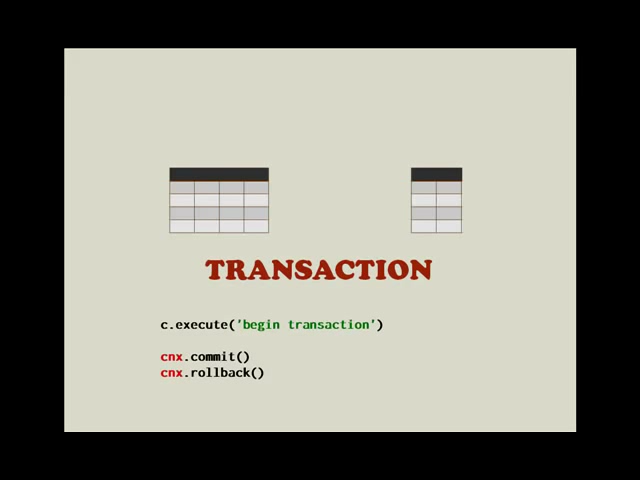 TRANSACTION
c.execute('begin transaction')
cnx.commit()
cnx.rollback()